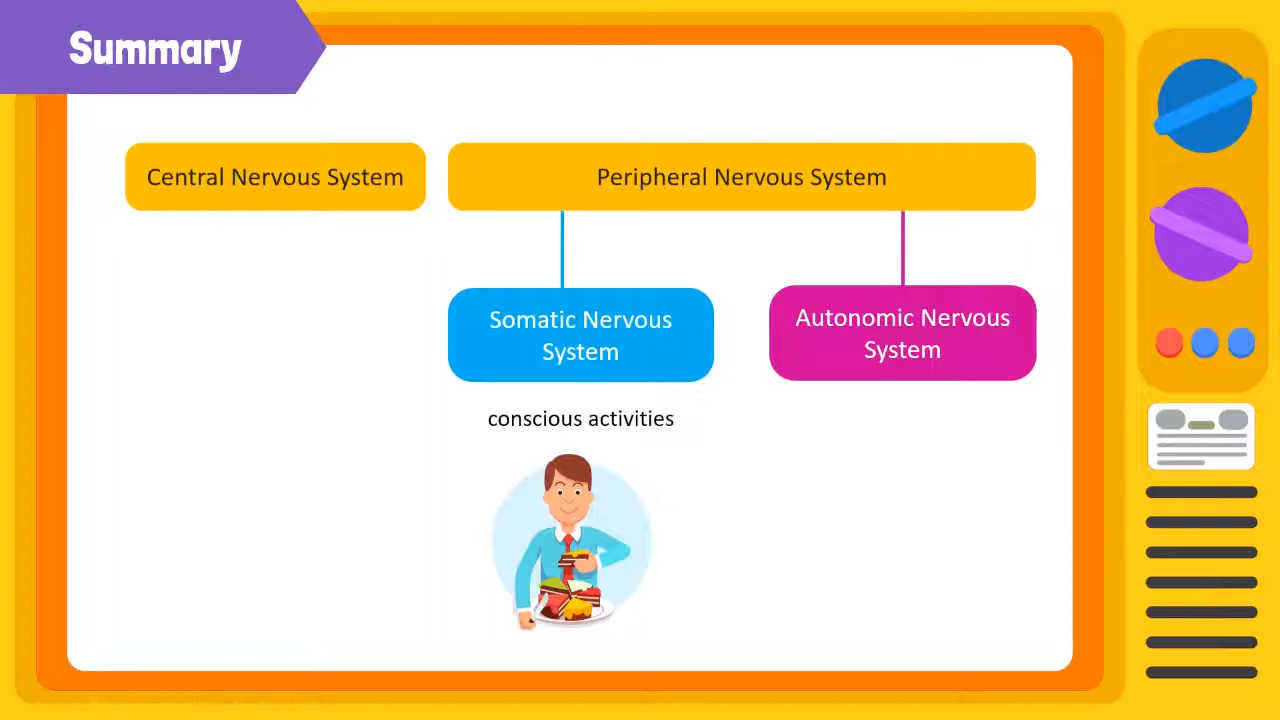 Summary
Central Nervous System
Peripheral Nervous System
Somatic Nervous
System
Autonomic Nervous
System
conscious activities